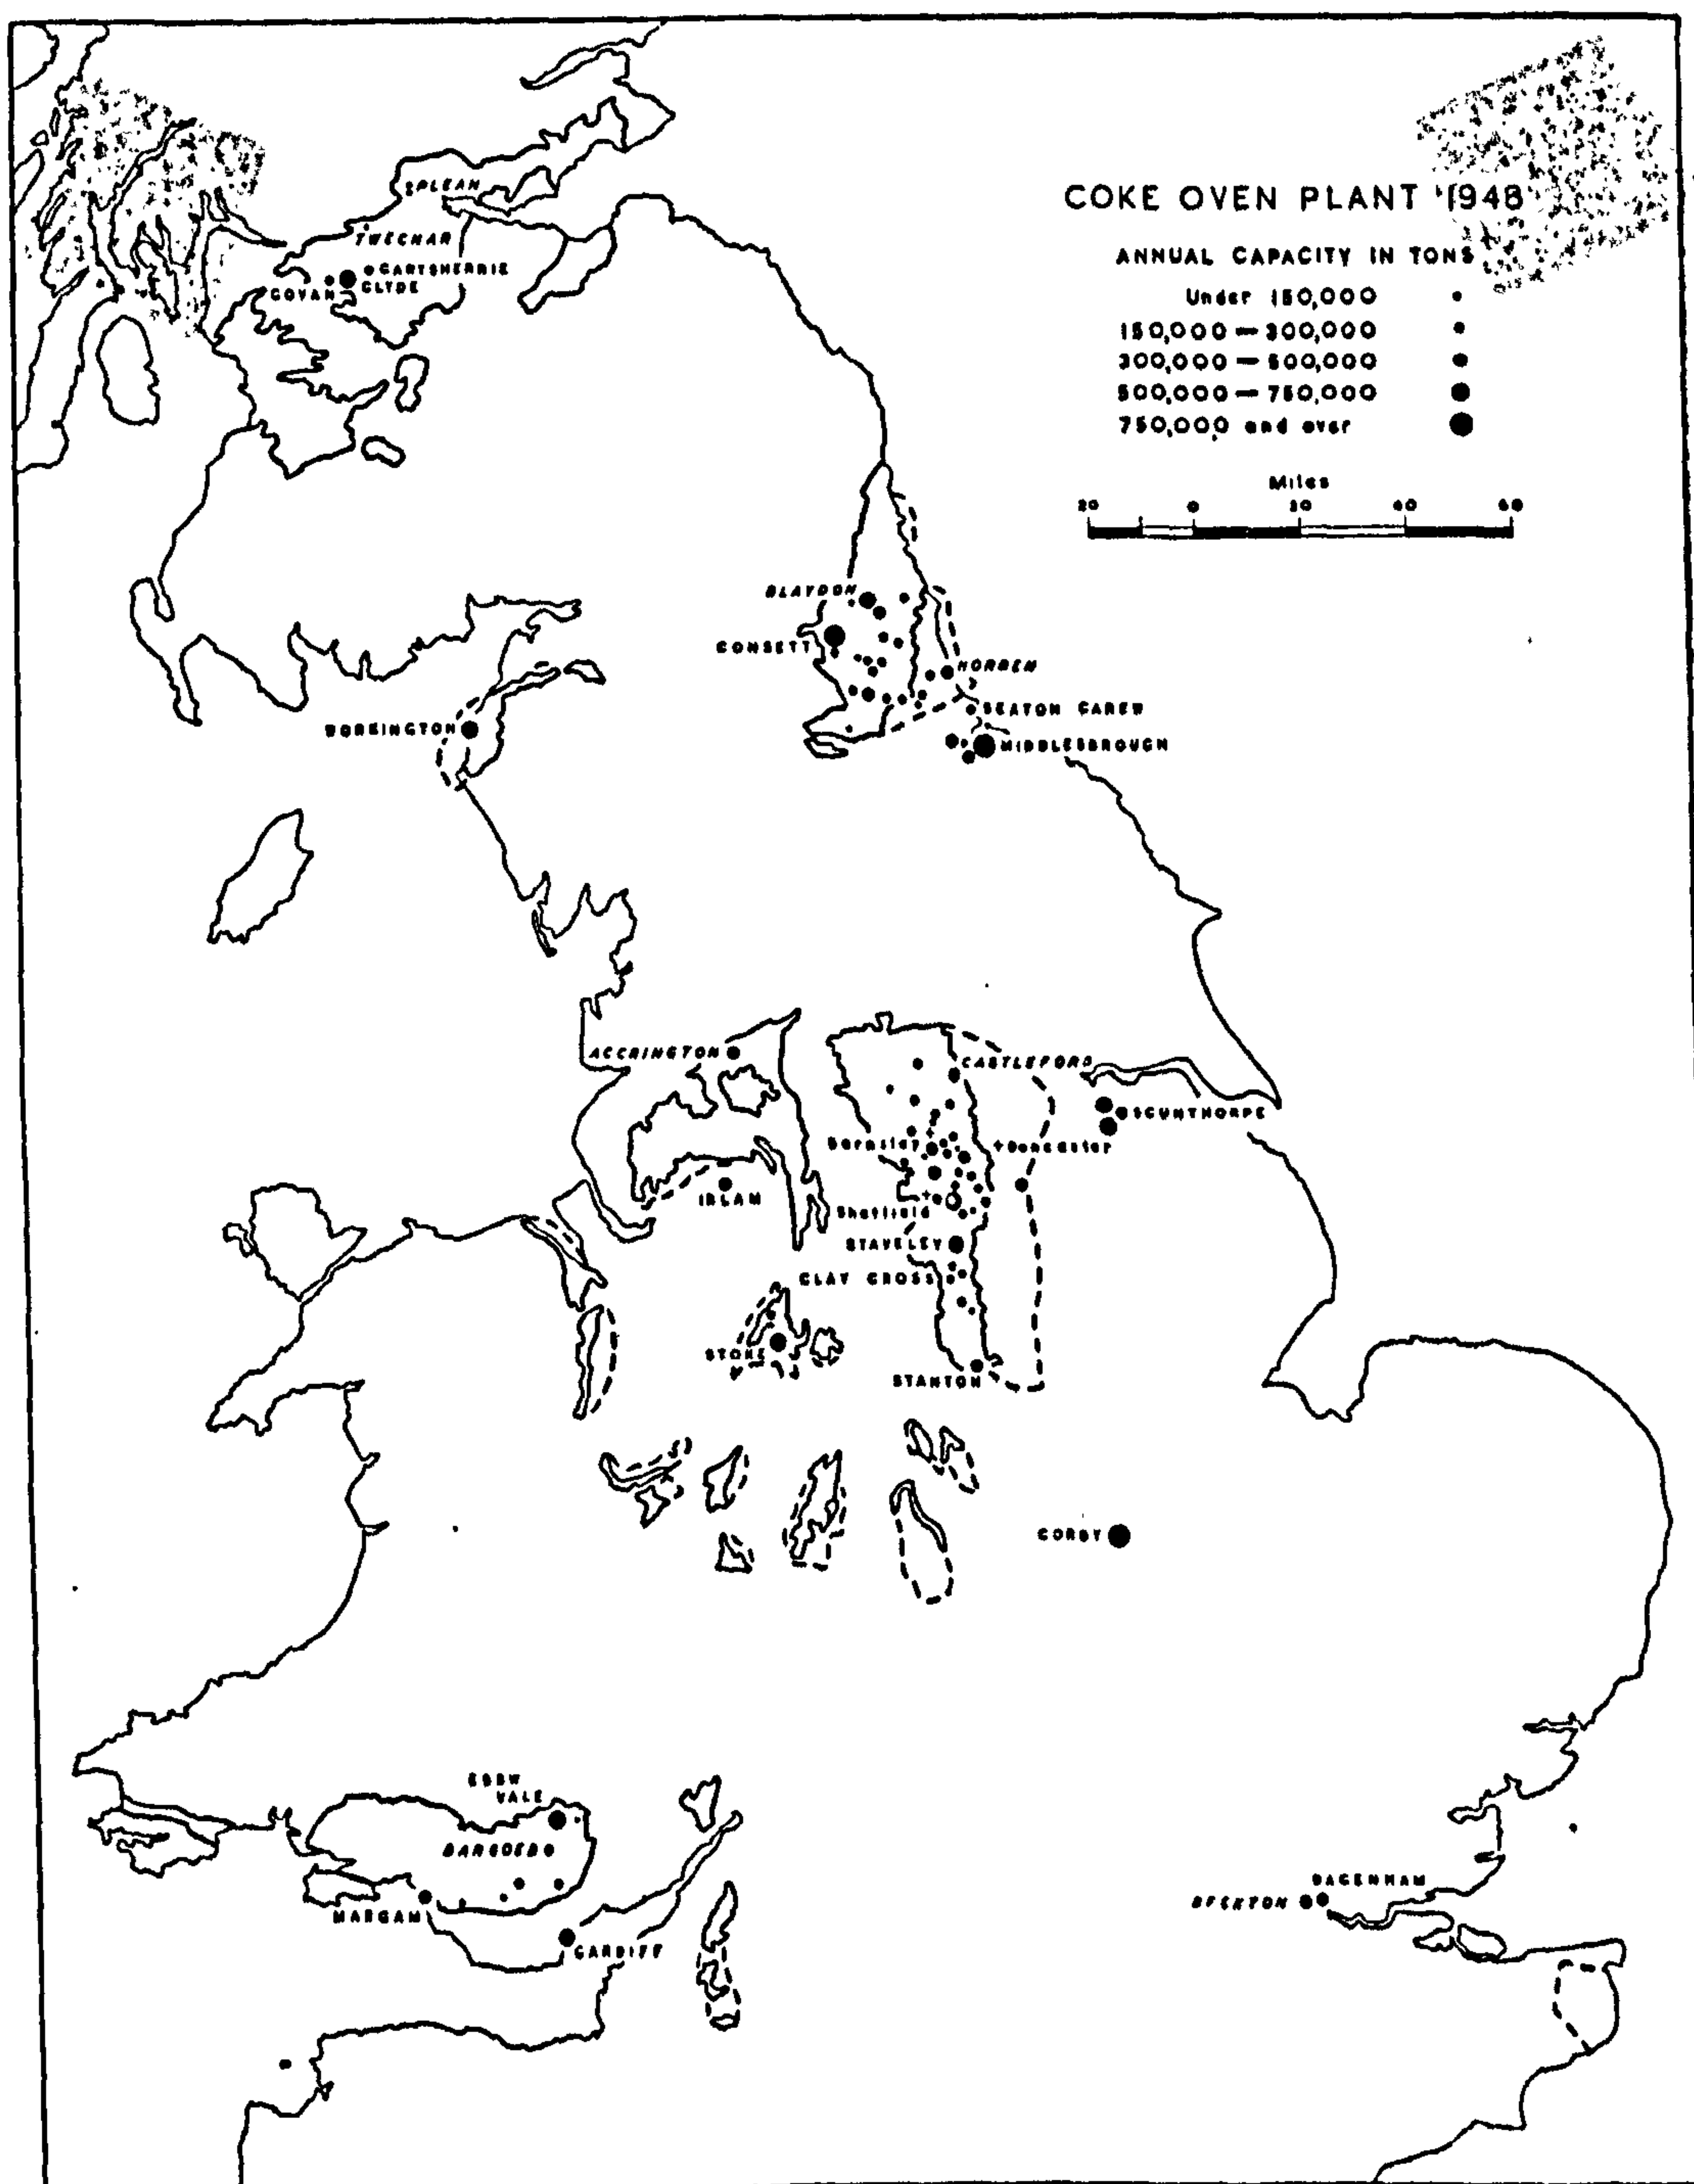 COKE OVEN PLANT 1948
ANNUAL CAPACITY IN TONS
Under 150,000
150,000 — 300,000
300,000 — 500,000
500,000 — 750,000
750,000 and over
Miles
20 0 20 40 60
PLEAN
TWECHAR
GARTSHERRIE
GOVAN CLYDE
BLAYDON
CONSETT
HORDEN
SEATON CAREW
WORKINGTON
MIDDLESBROUGH
ACCRINGTON
CASTLEFORD
SCUNTHORPE
Barnsley
Doncaster
IRLAM
Sheffield
STAVELEY
CLAY CROSS
STOKE
STANTON
CORBY
EBBW
VALE
BARGOED
DAGENHAM
BECKTON
MARGAM
CARDIFF